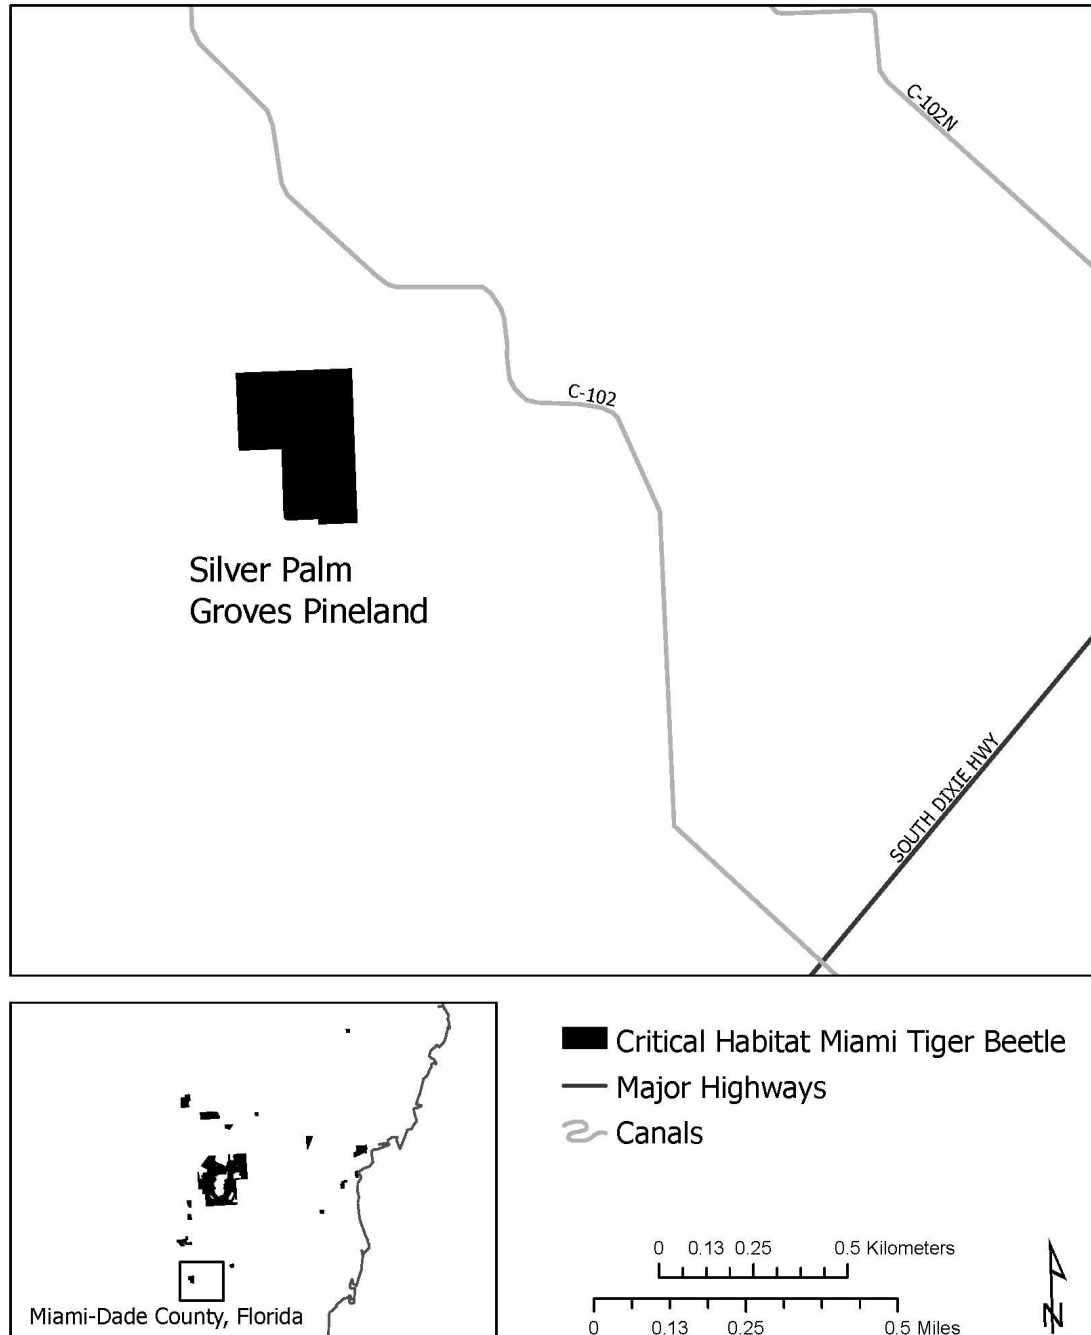 C-102N
C-102
Silver Palm
Groves Pineland
SOUTH DIXIE HWY
Miami-Dade County, Florida
Critical Habitat Miami Tiger Beetle
Major Highways
Canals
0 0.13 0.25 0.5 Kilometers
0 0.13 0.25 0.5 Miles
N